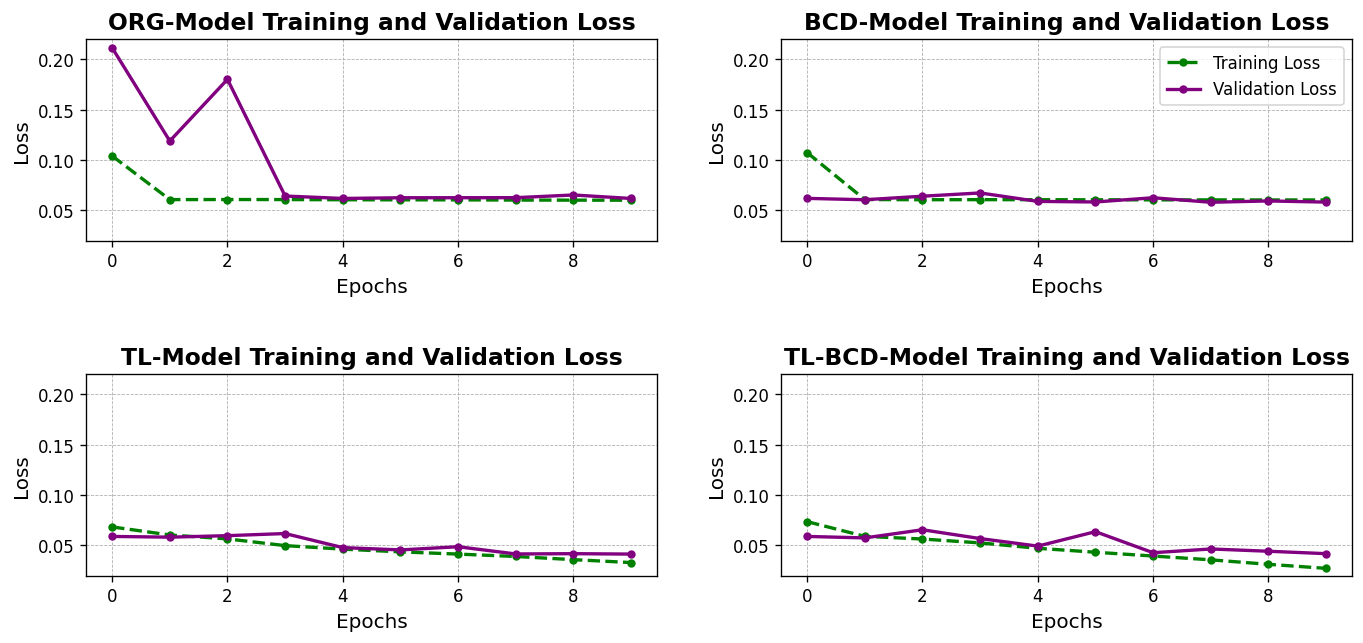 ORG-Model Training and Validation Loss
0.20
0.15
0.10
0.05
Loss
0 2 4 6 8
Epochs
BCD-Model Training and Validation Loss
Training Loss
Validation Loss
0.20
0.15
0.10
0.05
Loss
0 2 4 6 8
Epochs
TL-Model Training and Validation Loss
0.20
0.15
0.10
0.05
Loss
0 2 4 6 8
Epochs
TL-BCD-Model Training and Validation Loss
0.20
0.15
0.10
0.05
Loss
0 2 4 6 8
Epochs